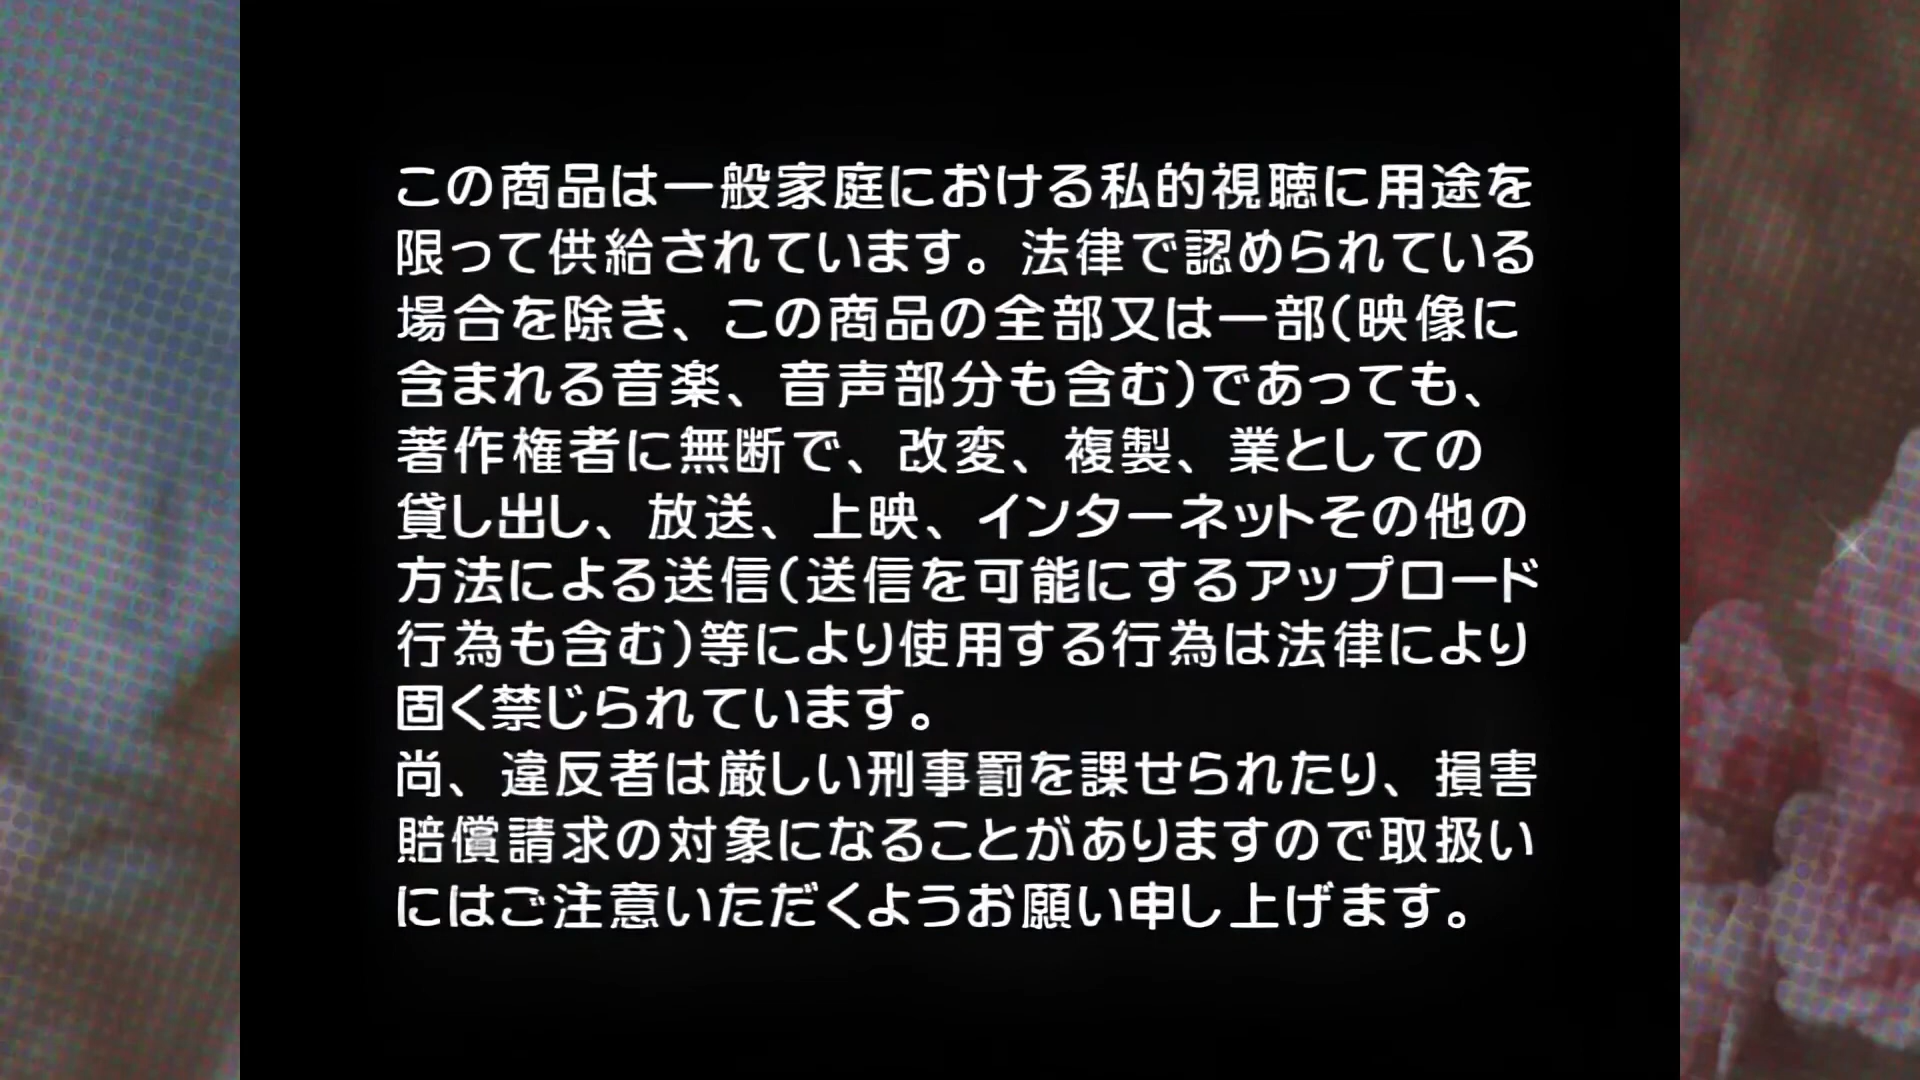 この商品は一般家庭における私的視聴に用途を
限って供給されています。法律で認められている
場合を除き、この商品の全部又は一部(映像に
含まれる音楽、音声部分も含む)であっても、
著作権者に無断で、改変、複製、業としての
貸し出し、放送、上映、インターネットその他の
方法による送信(送信を可能にするアップロード
行為も含む)等により使用する行為は法律により
固く禁じられています。
尚、違反者は厳しい刑事罰を課せられたり、損害
賠償請求の対象になることがありますので取扱い
にはご注意いただくようお願い申し上げます。